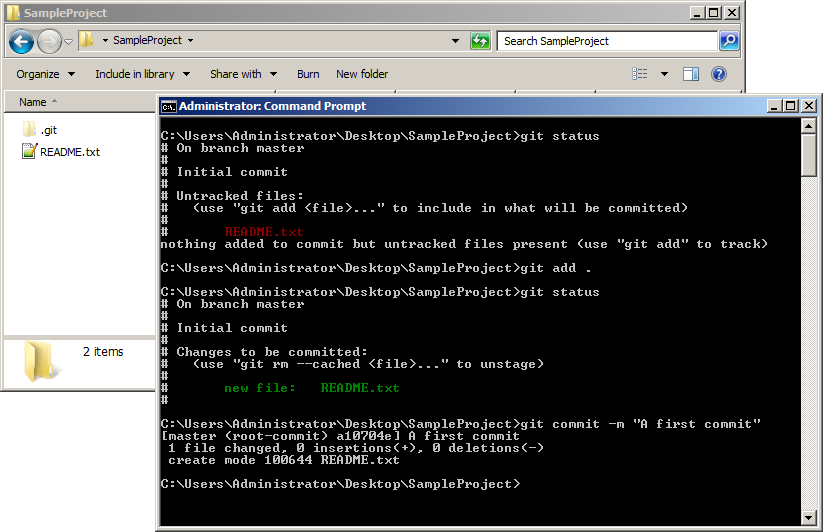 SampleProject
SampleProject
Search SampleProject
Organize Include in library Share with Burn New folder
Name
.git
README.txt
2 items
Administrator: Command Prompt
C:\Users\Administrator\Desktop\SampleProject>git status
# On branch master
#
# Initial commit
#
# Untracked files:
#   (use "git add <file>..." to include in what will be committed)
#
#       README.txt
nothing added to commit but untracked files present (use "git add" to track)
C:\Users\Administrator\Desktop\SampleProject>git add .
C:\Users\Administrator\Desktop\SampleProject>git status
# On branch master
#
# Initial commit
#
# Changes to be committed:
#   (use "git rm --cached <file>..." to unstage)
#
#       new file:   README.txt
#
C:\Users\Administrator\Desktop\SampleProject>git commit -m "A first commit"
[master (root-commit) a10704e] A first commit
 1 file changed, 0 insertions(+), 0 deletions(-)
 create mode 100644 README.txt
C:\Users\Administrator\Desktop\SampleProject>